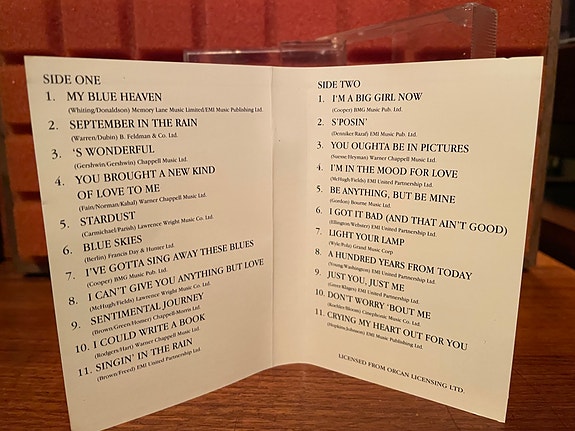 SIDE ONE
1. MY BLUE HEAVEN
(Whiting/Donaldson) Memory Lane Music Limited/EMI Music Publishing Ltd.
2. SEPTEMBER IN THE RAIN
(Warren/Dubin) B. Feldman & Co. Ltd.
3. 'S WONDERFUL
(Gershwin/Gershwin) Chappell Music Ltd.
4. YOU BROUGHT A NEW KIND
OF LOVE TO ME
(Fain/Norman/Kahal) Warner Chappell Music Ltd.
5. STARDUST
(Carmichael/Parish) Lawrence Wright Music Co. Ltd.
6. BLUE SKIES
(Berlin) Francis Day & Hunter Ltd.
7. I'VE GOTTA SING AWAY THESE BLUES
(Cooper) BMG Music Pub. Ltd.
8. I CAN'T GIVE YOU ANYTHING BUT LOVE
(McHugh/Fields) Lawrence Wright Music Co. Ltd.
9. SENTIMENTAL JOURNEY
(Brown/Green/Homer) Chappell-Morris Ltd.
10. I COULD WRITE A BOOK
(Rodgers/Hart) Warner Chappell Music Ltd.
11. SINGIN' IN THE RAIN
(Brown/Freed) EMI United Partnership Ltd.
SIDE TWO
1. I'M A BIG GIRL NOW
(Cooper) BMG Music Pub. Ltd.
2. S'POSIN'
(Denniker/Razaf) EMI Music Pub. Ltd.
3. YOU OUGHTA BE IN PICTURES
(Suesse/Heyman) Warner Chappell Music Ltd.
4. I'M IN THE MOOD FOR LOVE
(McHugh/Fields) EMI United Partnership Ltd.
5. BE ANYTHING, BUT BE MINE
(Gordon) Bourne Music Ltd.
6. I GOT IT BAD (AND THAT AIN'T GOOD)
(Ellington/Webster) EMI United Partnership Ltd.
7. LIGHT YOUR LAMP
(Wyle/Pola) Grand Music Corp.
8. A HUNDRED YEARS FROM TODAY
(Young/Washington) EMI United Partnership Ltd.
9. JUST YOU, JUST ME
(Greer/Klages) EMI United Partnership Ltd.
10. DON'T WORRY 'BOUT ME
(Koehler/Bloom) Cinephonic Music Co. Ltd.
11. CRYING MY HEART OUT FOR YOU
(Hopkins/Johnson) EMI Music Publishing Ltd.
LICENSED FROM ORCAN LICENSING LTD.